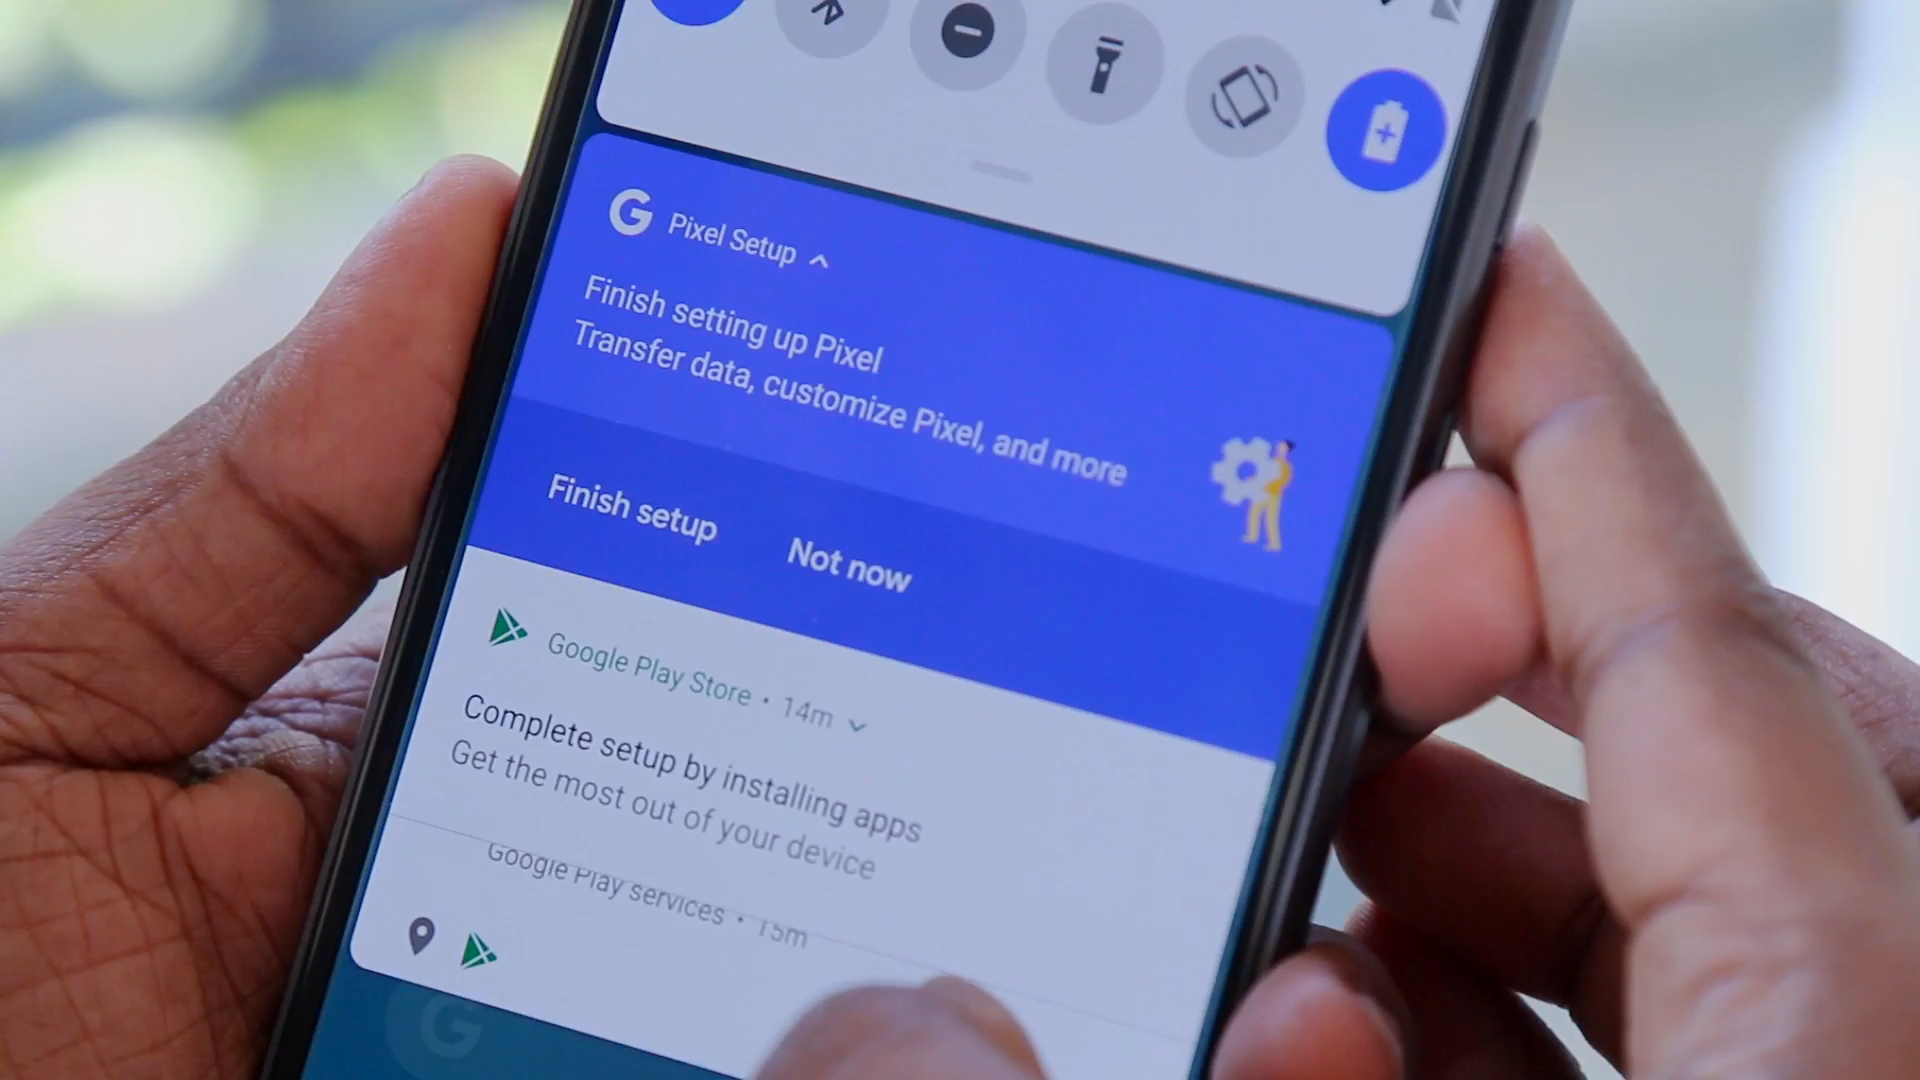 Pixel Setup
Finish setting up Pixel
Transfer data, customize Pixel, and more
Finish setup Not now
Google Play Store • 14m
Complete setup by installing apps
Get the most out of your device
Google Play services • 15m